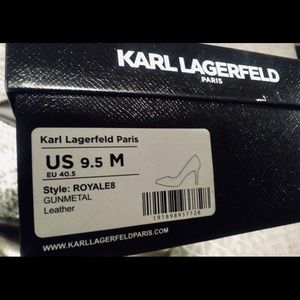 KARL LAGERFELD
PARIS
Karl Lagerfeld Paris
US 9.5 M
EU 40.5
Style: ROYALE8
GUNMETAL
Leather
191898937728
WWW.KARLLAGERFELDPARIS.COM